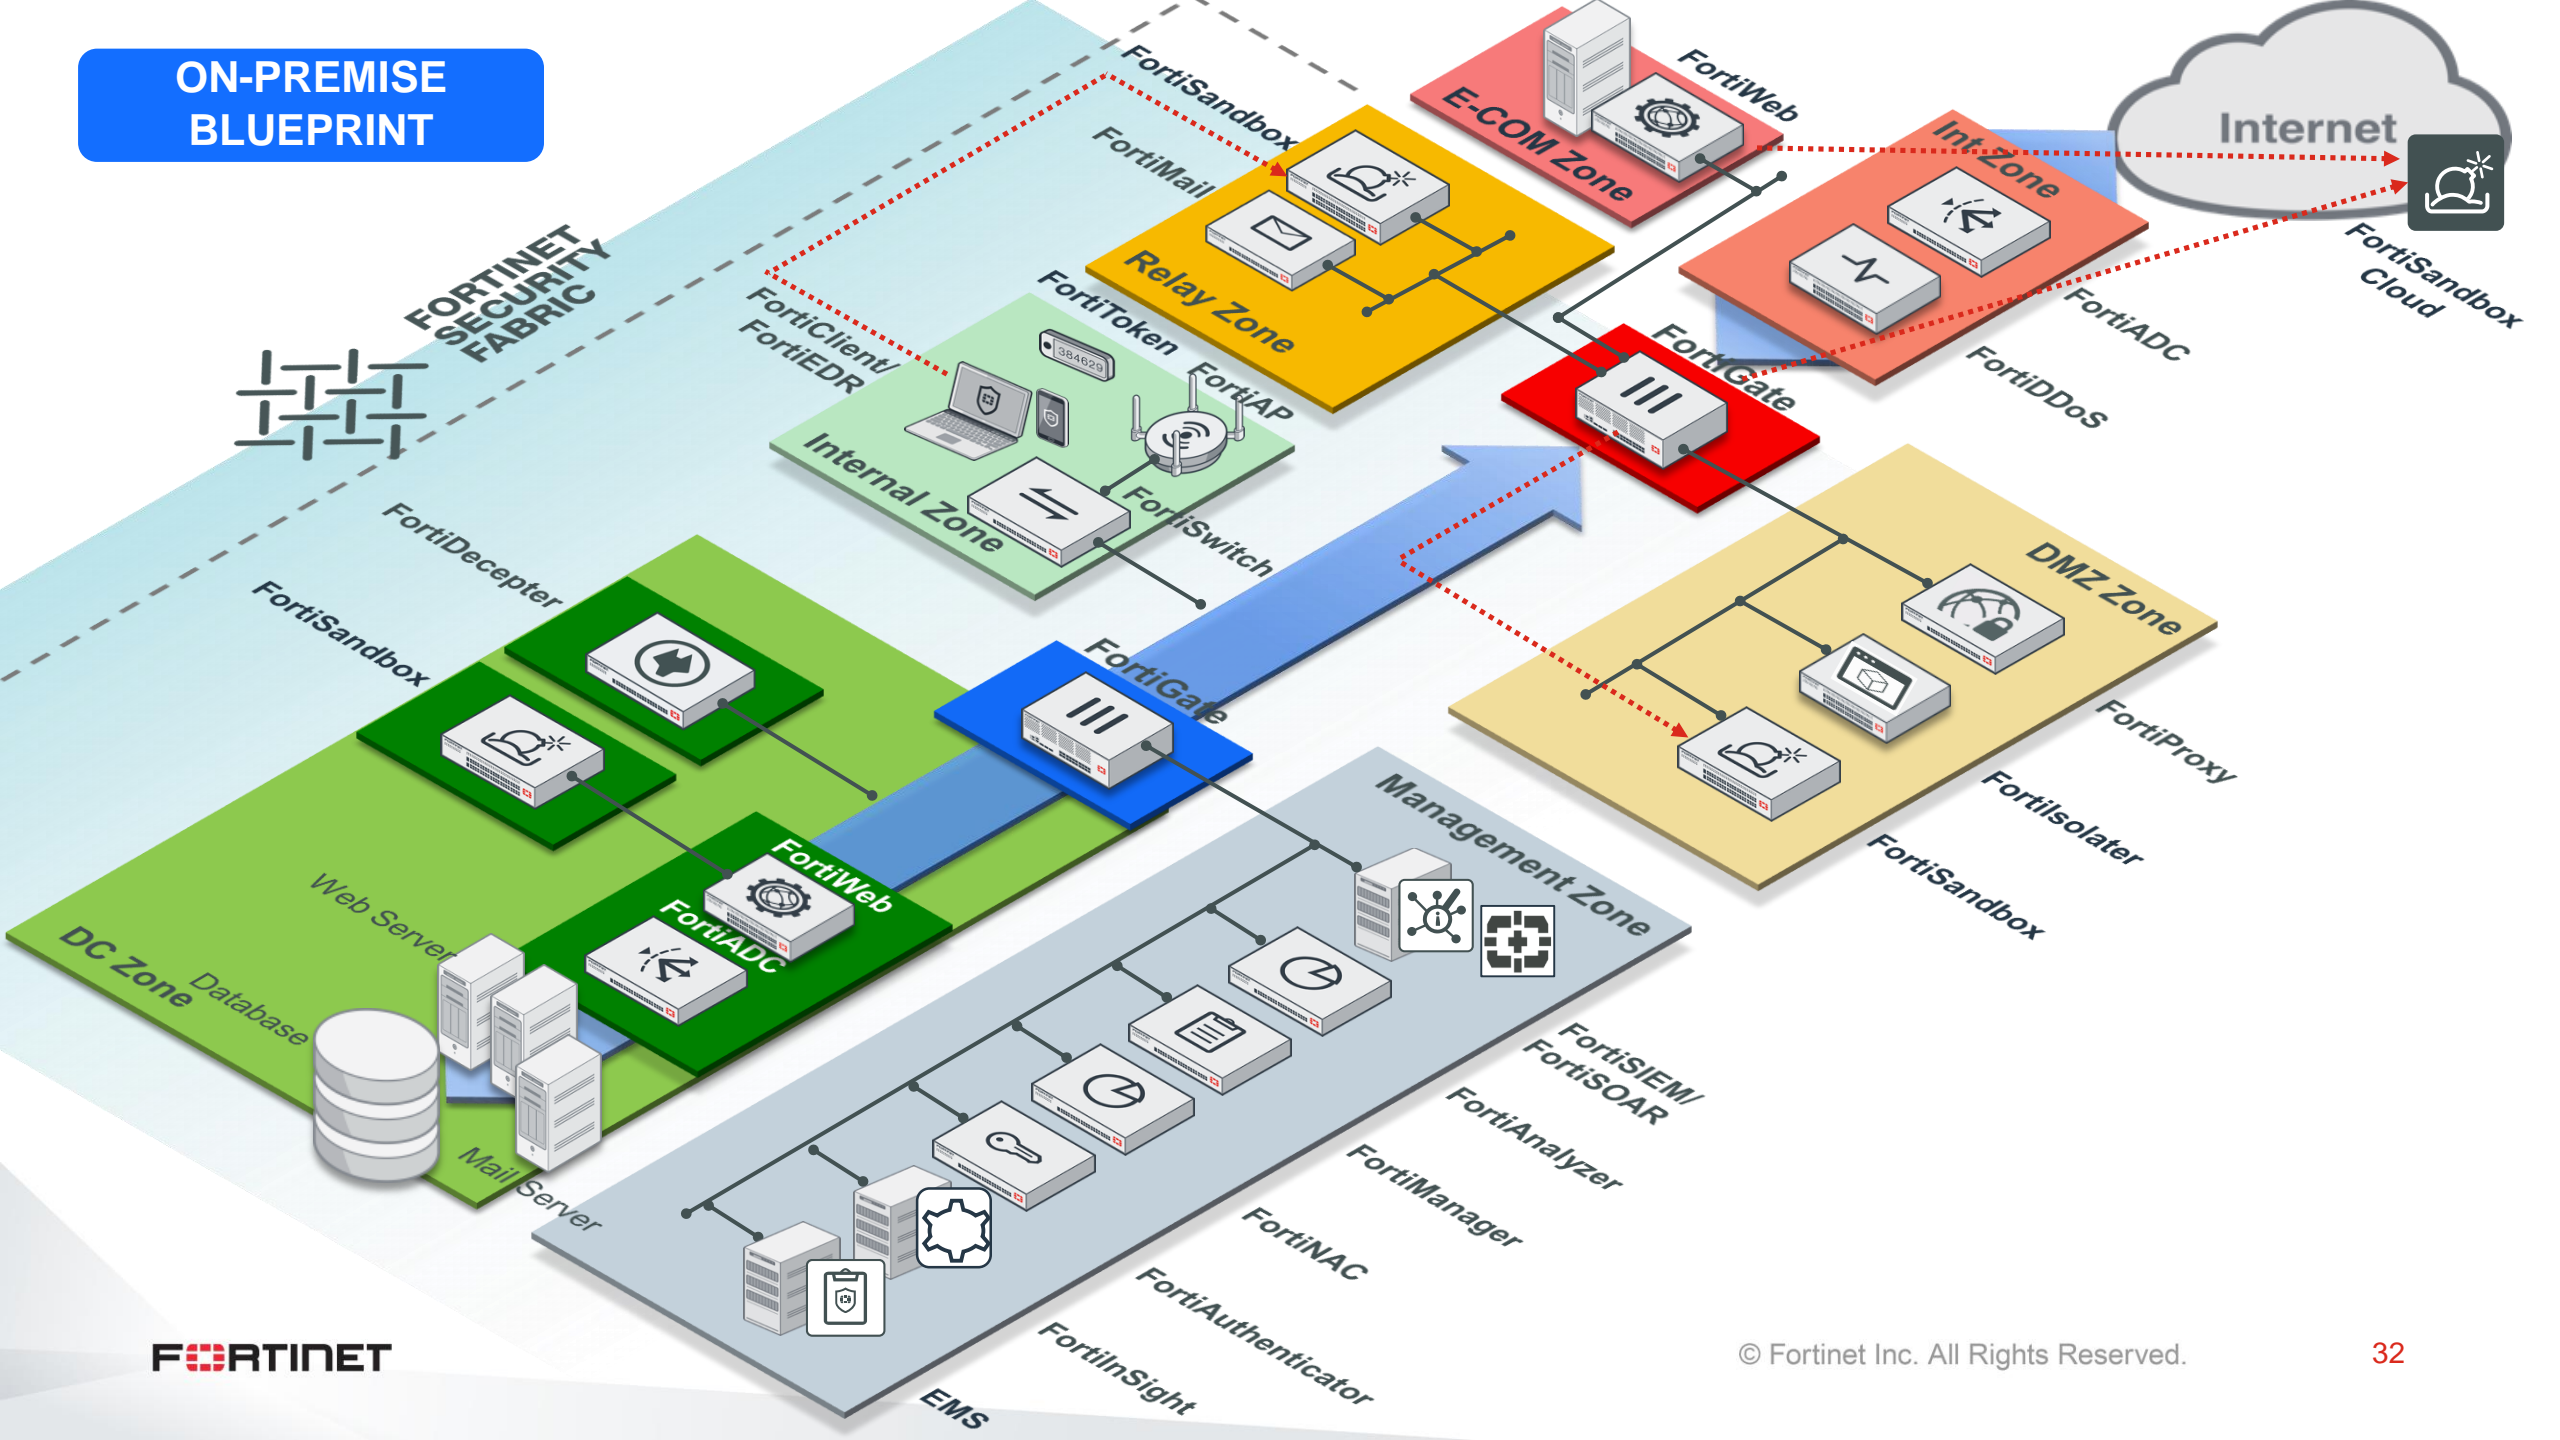 ON-PREMISE
BLUEPRINT
FortiSandbox
FortiMail
Relay Zone
E-COM Zone
FortiWeb
Int Zone
FortiADC
FortiDDoS
Internet
FortiSandbox
Cloud
FORTINET
SECURITY
FABRIC
FortiClient/
FortiEDR
FortiToken
384629
FortiAP
Internal Zone
FortiSwitch
FortiGate
FortiDecepter
FortiSandbox
FortiGate
DMZ Zone
FortiProxy
FortiIsolater
FortiSandbox
FortiWeb
FortiADC
Web Server
DC Zone
Database
Mail Server
Management Zone
FortiSIEM/
FortiSOAR
FortiAnalyzer
FortiManager
FortiNAC
FortiAuthenticator
FortiInSight
EMS
FORTINET
© Fortinet Inc. All Rights Reserved.
32